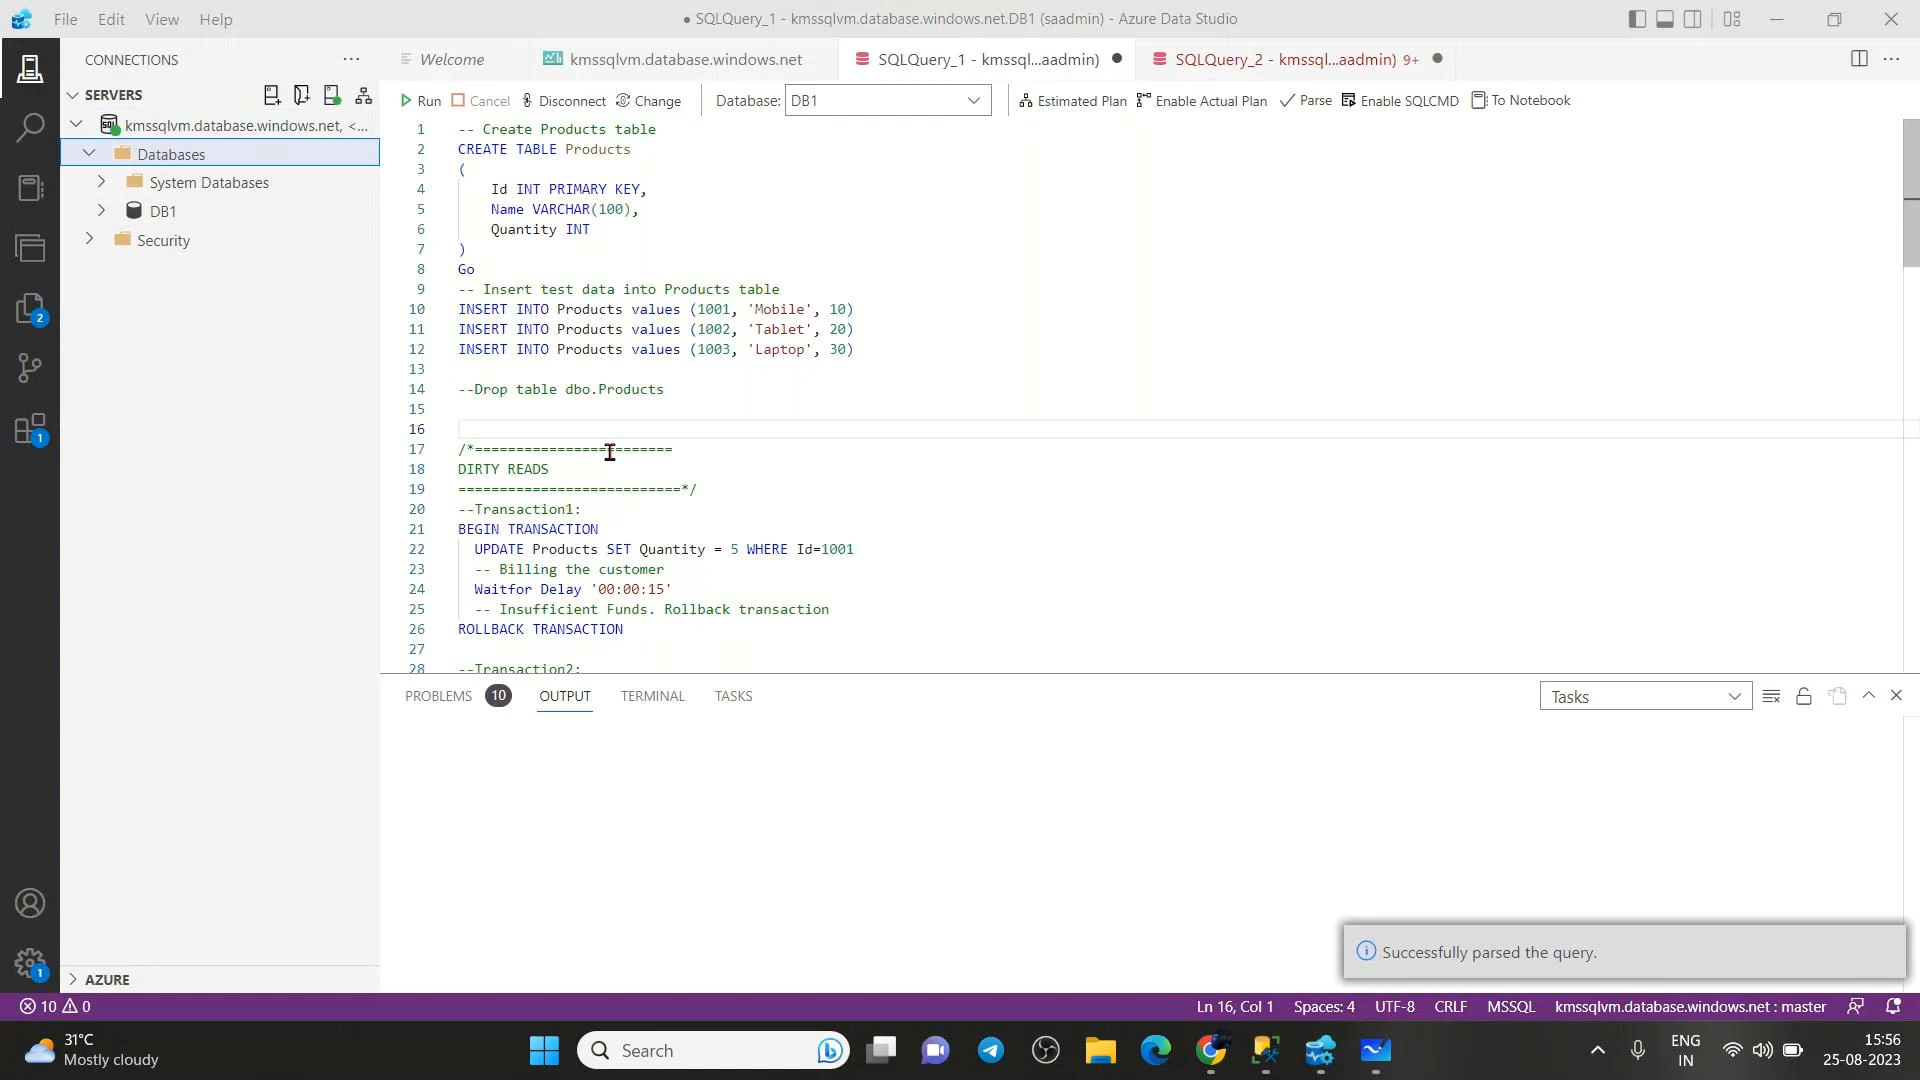 File Edit View Help
● SQLQuery_1 - kmssqlvm.database.windows.net.DB1 (saadmin) - Azure Data Studio
CONNECTIONS
Welcome
kmssqlvm.database.windows.net
SQLQuery_1 - kmssql...aadmin)
SQLQuery_2 - kmssql...aadmin) 9+
SERVERS
Run Cancel Disconnect Change Database: DB1 Estimated Plan Enable Actual Plan Parse Enable SQLCMD To Notebook
kmssqlvm.database.windows.net, <...
Databases
System Databases
DB1
Security
1 -- Create Products table
2 CREATE TABLE Products
3 (
4 Id INT PRIMARY KEY,
5 Name VARCHAR(100),
6 Quantity INT
7 )
8 Go
9 -- Insert test data into Products table
10 INSERT INTO Products values (1001, 'Mobile', 10)
11 INSERT INTO Products values (1002, 'Tablet', 20)
12 INSERT INTO Products values (1003, 'Laptop', 30)
13
14 --Drop table dbo.Products
15
16
17 /*========================
18 DIRTY READS
19 ===========================*/
20 --Transaction1:
21 BEGIN TRANSACTION
22 UPDATE Products SET Quantity = 5 WHERE Id=1001
23 -- Billing the customer
24 Waitfor Delay '00:00:15'
25 -- Insufficient Funds. Rollback transaction
26 ROLLBACK TRANSACTION
27
28 --Transaction2:
2
1
1
PROBLEMS 10 OUTPUT TERMINAL TASKS
Tasks
Successfully parsed the query.
AZURE
10 0
Ln 16, Col 1 Spaces: 4 UTF-8 CRLF MSSQL kmssqlvm.database.windows.net : master
31°C
Mostly cloudy
Search
ENG
IN
15:56
25-08-2023